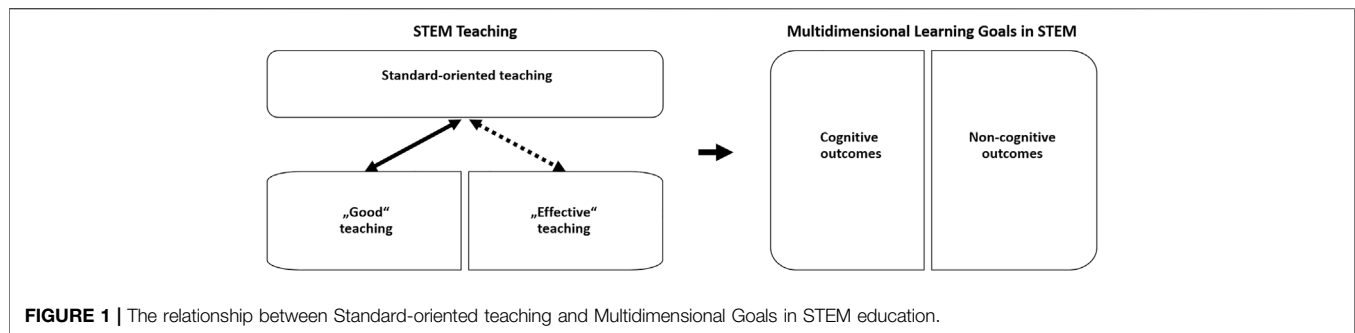 STEM Teaching
Multidimensional Learning Goals in STEM
Standard-oriented teaching
„Good“
teaching
„Effective“
teaching
Cognitive
outcomes
Non-cognitive
outcomes
FIGURE 1 | The relationship between Standard-oriented teaching and Multidimensional Goals in STEM education.